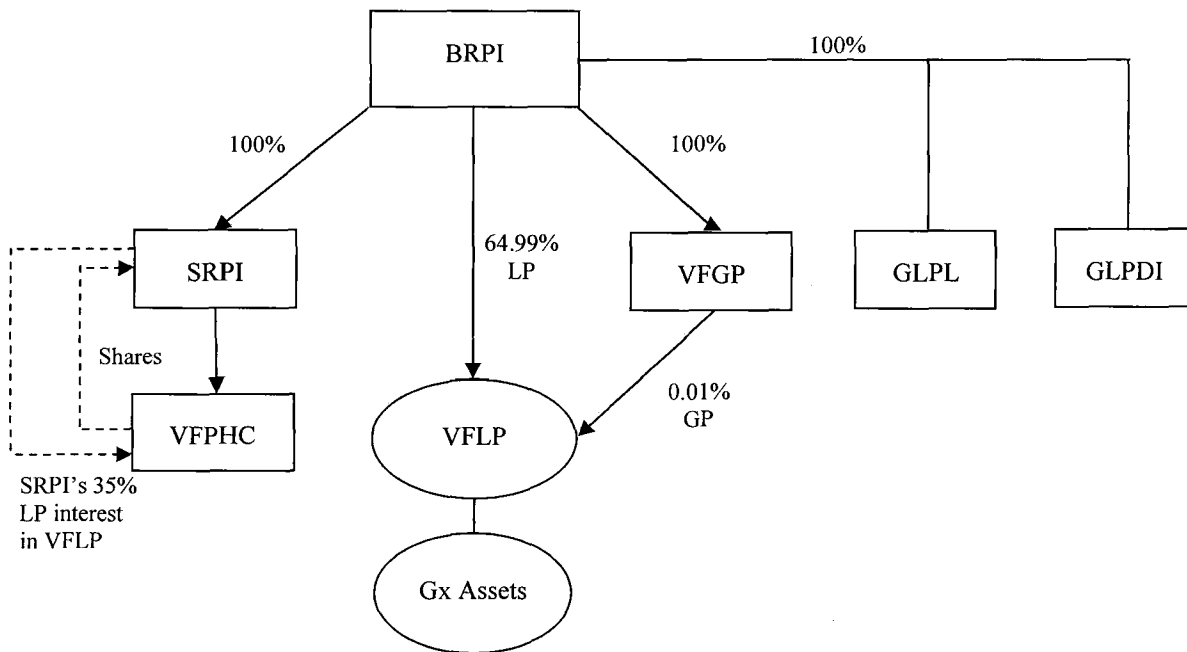 BRPI
100%
100%
100%
64.99%
LP
SRPI
VFGP
GLPL
GLPDI
Shares
0.01%
GP
VFPHC
VFLP
SRPI's 35%
LP interest
in VFLP
Gx Assets